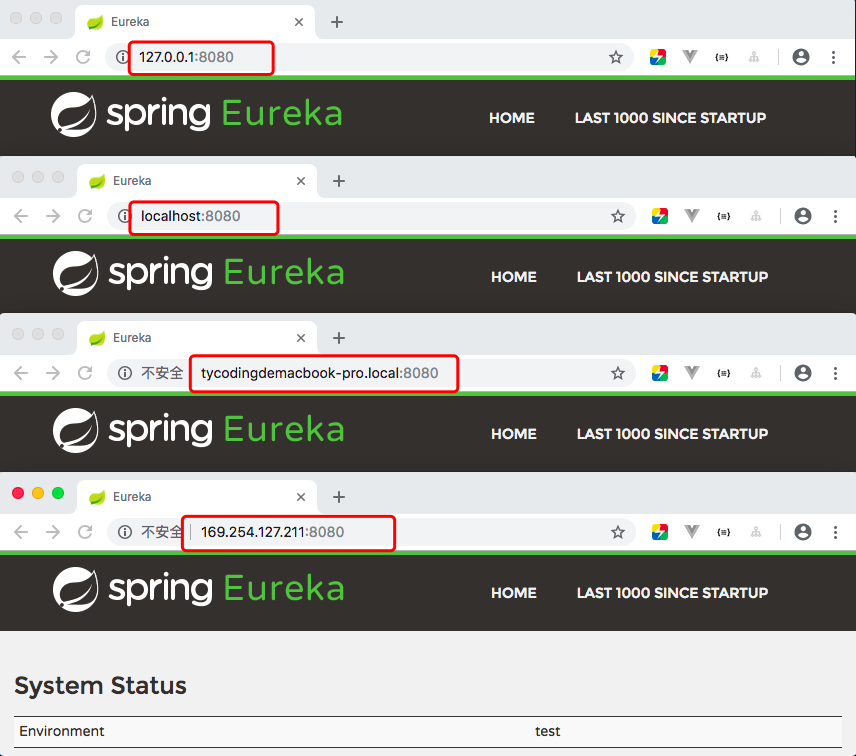 Eureka
127.0.0.1:8080
spring Eureka HOME LAST 1000 SINCE STARTUP
Eureka
localhost:8080
spring Eureka HOME LAST 1000 SINCE STARTUP
Eureka
不安全 tycodingdemacbook-pro.local:8080
spring Eureka HOME LAST 1000 SINCE STARTUP
Eureka
不安全 169.254.127.211:8080
spring Eureka HOME LAST 1000 SINCE STARTUP
System Status
Environment test